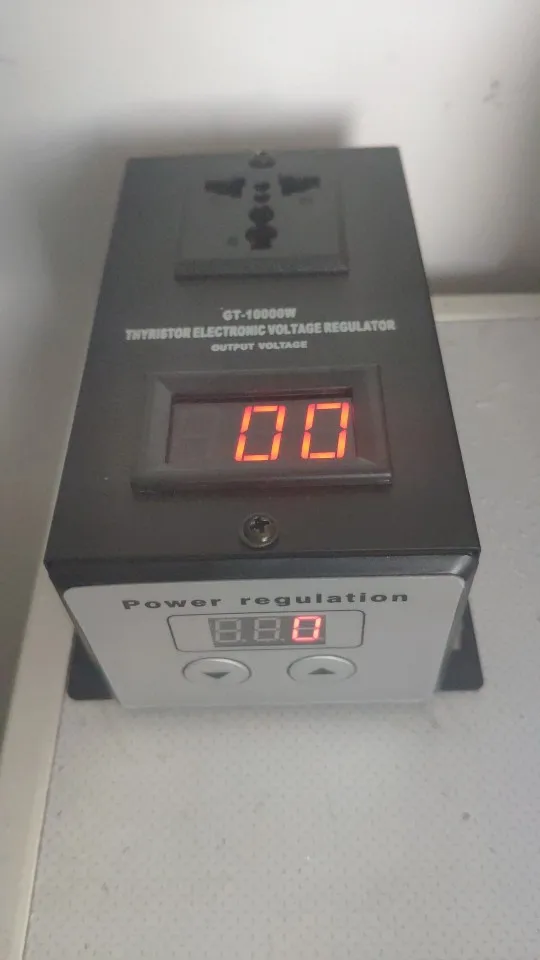 GT-10000W
THYRISTOR ELECTRONIC VOLTAGE REGULATOR
OUTPUT VOLTAGE
00
Power regulation
0